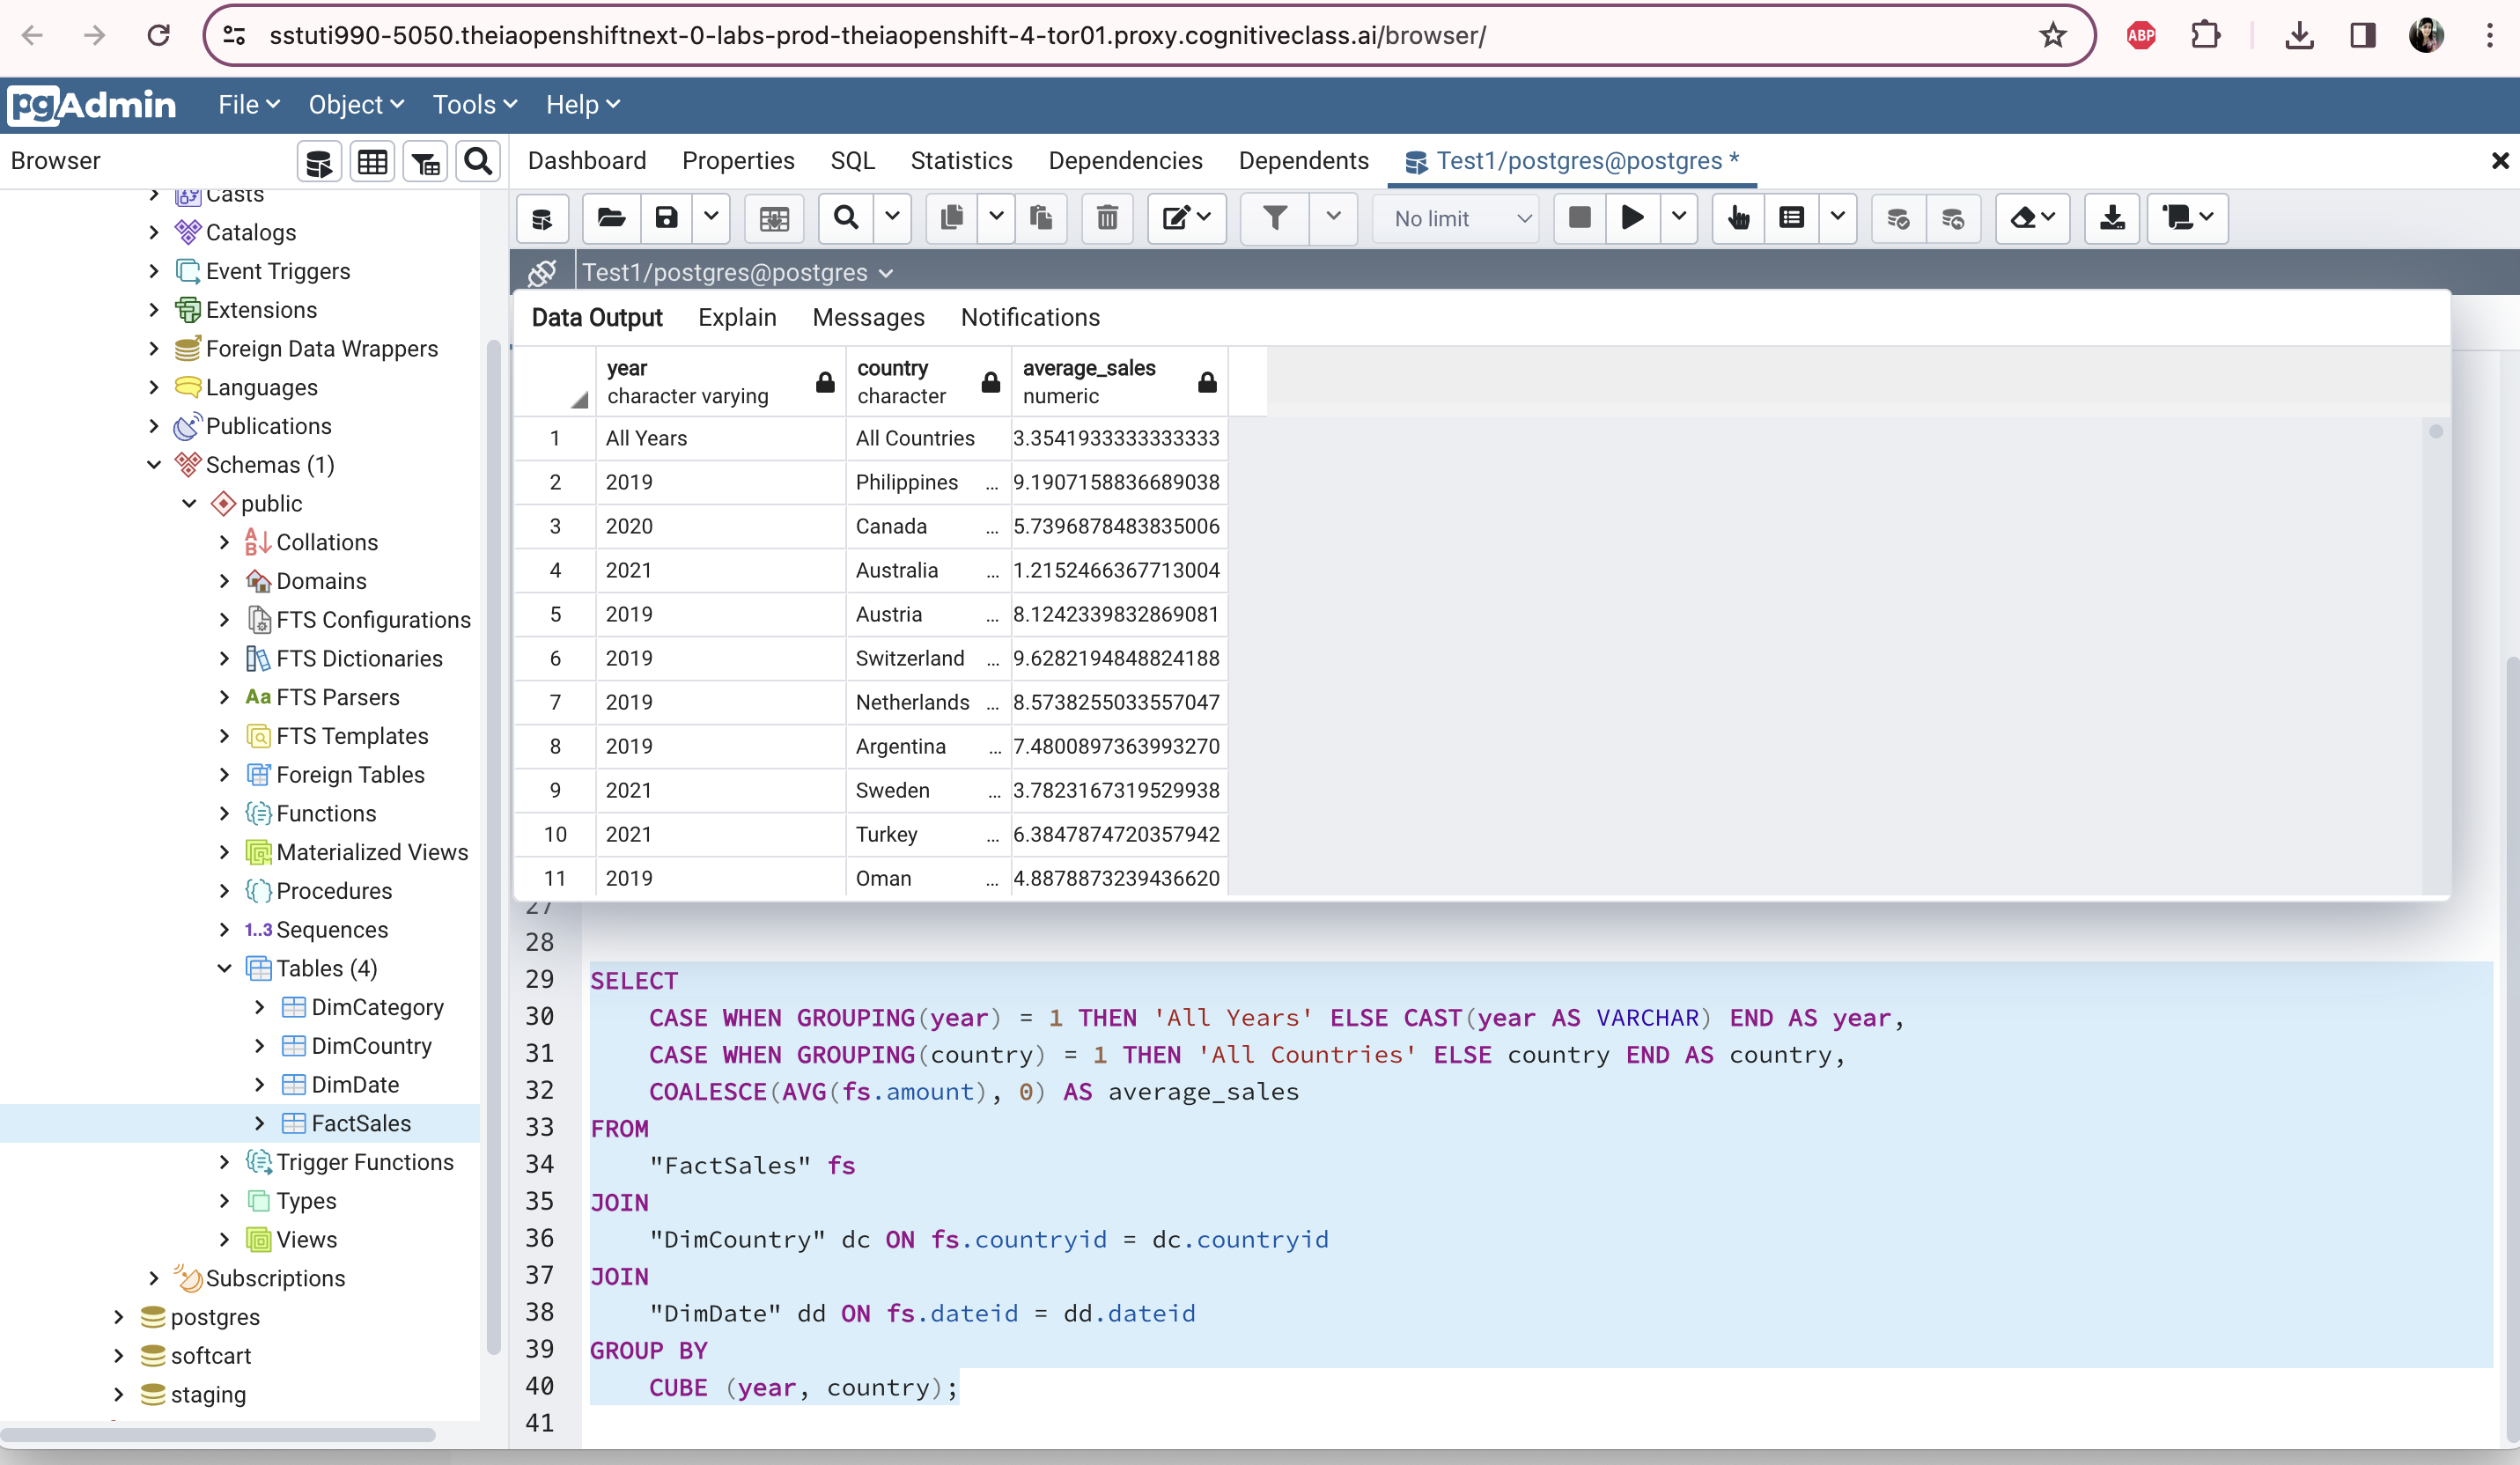 sstuti990-5050.theiaopenshiftnext-0-labs-prod-theiaopenshift-4-tor01.proxy.cognitiveclass.ai/browser/
ABP
pgAdmin File Object Tools Help
Browser
Dashboard Properties SQL Statistics Dependencies Dependents Test1/postgres@postgres *
No limit
Test1/postgres@postgres
Casts
Catalogs
Event Triggers
Extensions
Foreign Data Wrappers
Languages
Publications
Schemas (1)
public
Collations
Domains
FTS Configurations
FTS Dictionaries
Aa FTS Parsers
FTS Templates
Foreign Tables
Functions
Materialized Views
Procedures
1..3 Sequences
Tables (4)
DimCategory
DimCountry
DimDate
FactSales
Trigger Functions
Types
Views
Subscriptions
postgres
softcart
staging
Data Output Explain Messages Notifications
year country average_sales
character varying character numeric
1 All Years All Countries 3.3541933333333333
2 2019 Philipplines ... 9.1907158836689038
3 2020 Canada ... 5.7396878483835006
4 2021 Australia ... 1.2152466367713004
5 2019 Austria ... 8.1242339832869081
6 2019 Switzerland ... 9.6282194848824188
7 2019 Netherlands ... 8.5738255033557047
8 2019 Argentina ... 7.4800897363993270
9 2021 Sweden ... 3.7823167319529938
10 2021 Turkey ... 6.3847874720357942
11 2019 Oman ... 4.8878873239436620
27
28
29 SELECT
30 CASE WHEN GROUPING(year) = 1 THEN 'All Years' ELSE CAST(year AS VARCHAR) END AS year,
31 CASE WHEN GROUPING(country) = 1 THEN 'All Countries' ELSE country END AS country,
32 COALESCE(AVG(fs.amount), 0) AS average_sales
33 FROM
34 "FactSales" fs
35 JOIN
36 "DimCountry" dc ON fs.countryid = dc.countryid
37 JOIN
38 "DimDate" dd ON fs.dateid = dd.dateid
39 GROUP BY
40 CUBE (year, country);
41